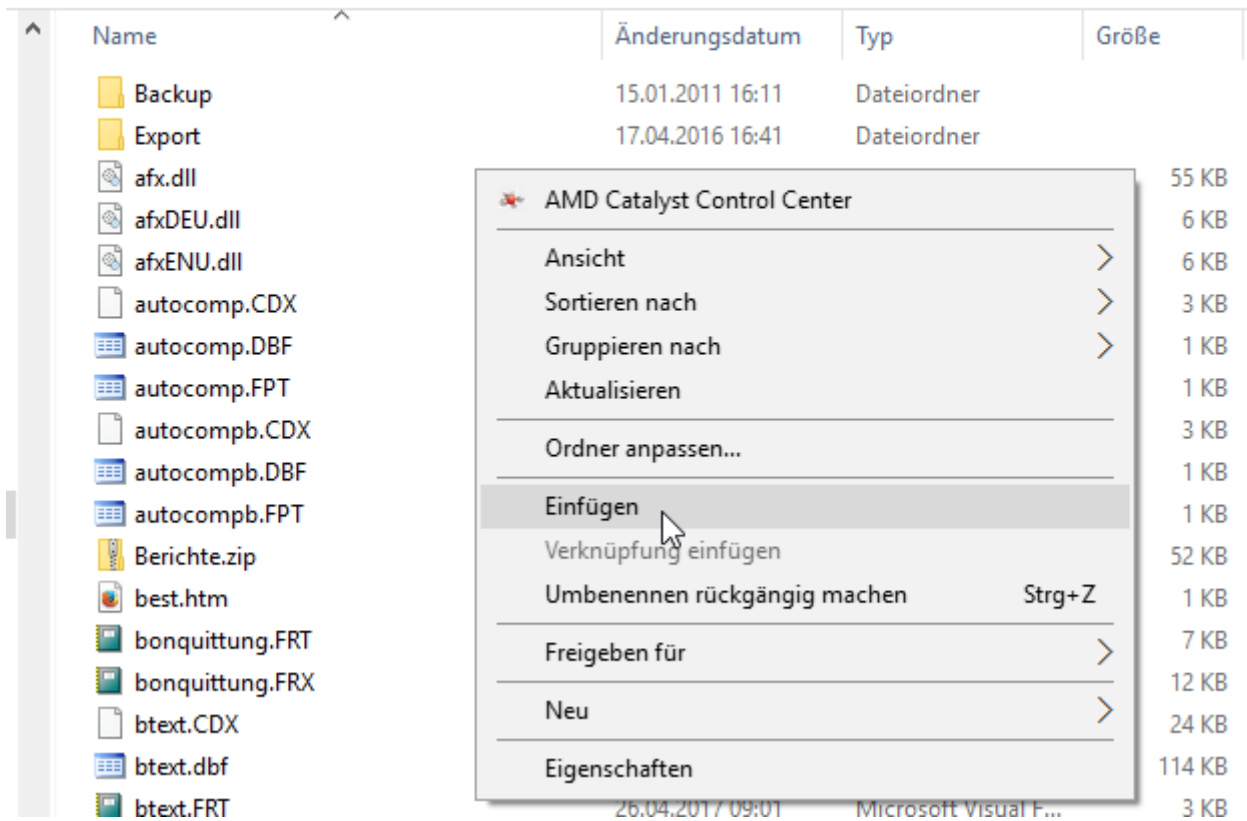 Name Änderungsdatum Typ Größe
Backup 15.01.2011 16:11 Dateiordner
Export 17.04.2016 16:41 Dateiordner
afx.dll 55 KB
afxDEU.dll 6 KB
afxENU.dll 6 KB
autocomp.CDX 3 KB
autocomp.DBF 1 KB
autocomp.FPT 1 KB
autocompb.CDX 3 KB
autocompb.DBF 1 KB
autocompb.FPT 1 KB
Berichte.zip 52 KB
best.htm 1 KB
bonquittung.FRT 7 KB
bonquittung.FRX 12 KB
btext.CDX 24 KB
btext.dbf 114 KB
btext.FRT 26.04.2017 09:01 Microsoft Visual F... 3 KB
AMD Catalyst Control Center
Ansicht
Sortieren nach
Gruppieren nach
Aktualisieren
Ordner anpassen...
Einfügen
Verknüpfung einfügen
Umbenennen rückgängig machen Strg+Z
Freigeben für
Neu
Eigenschaften